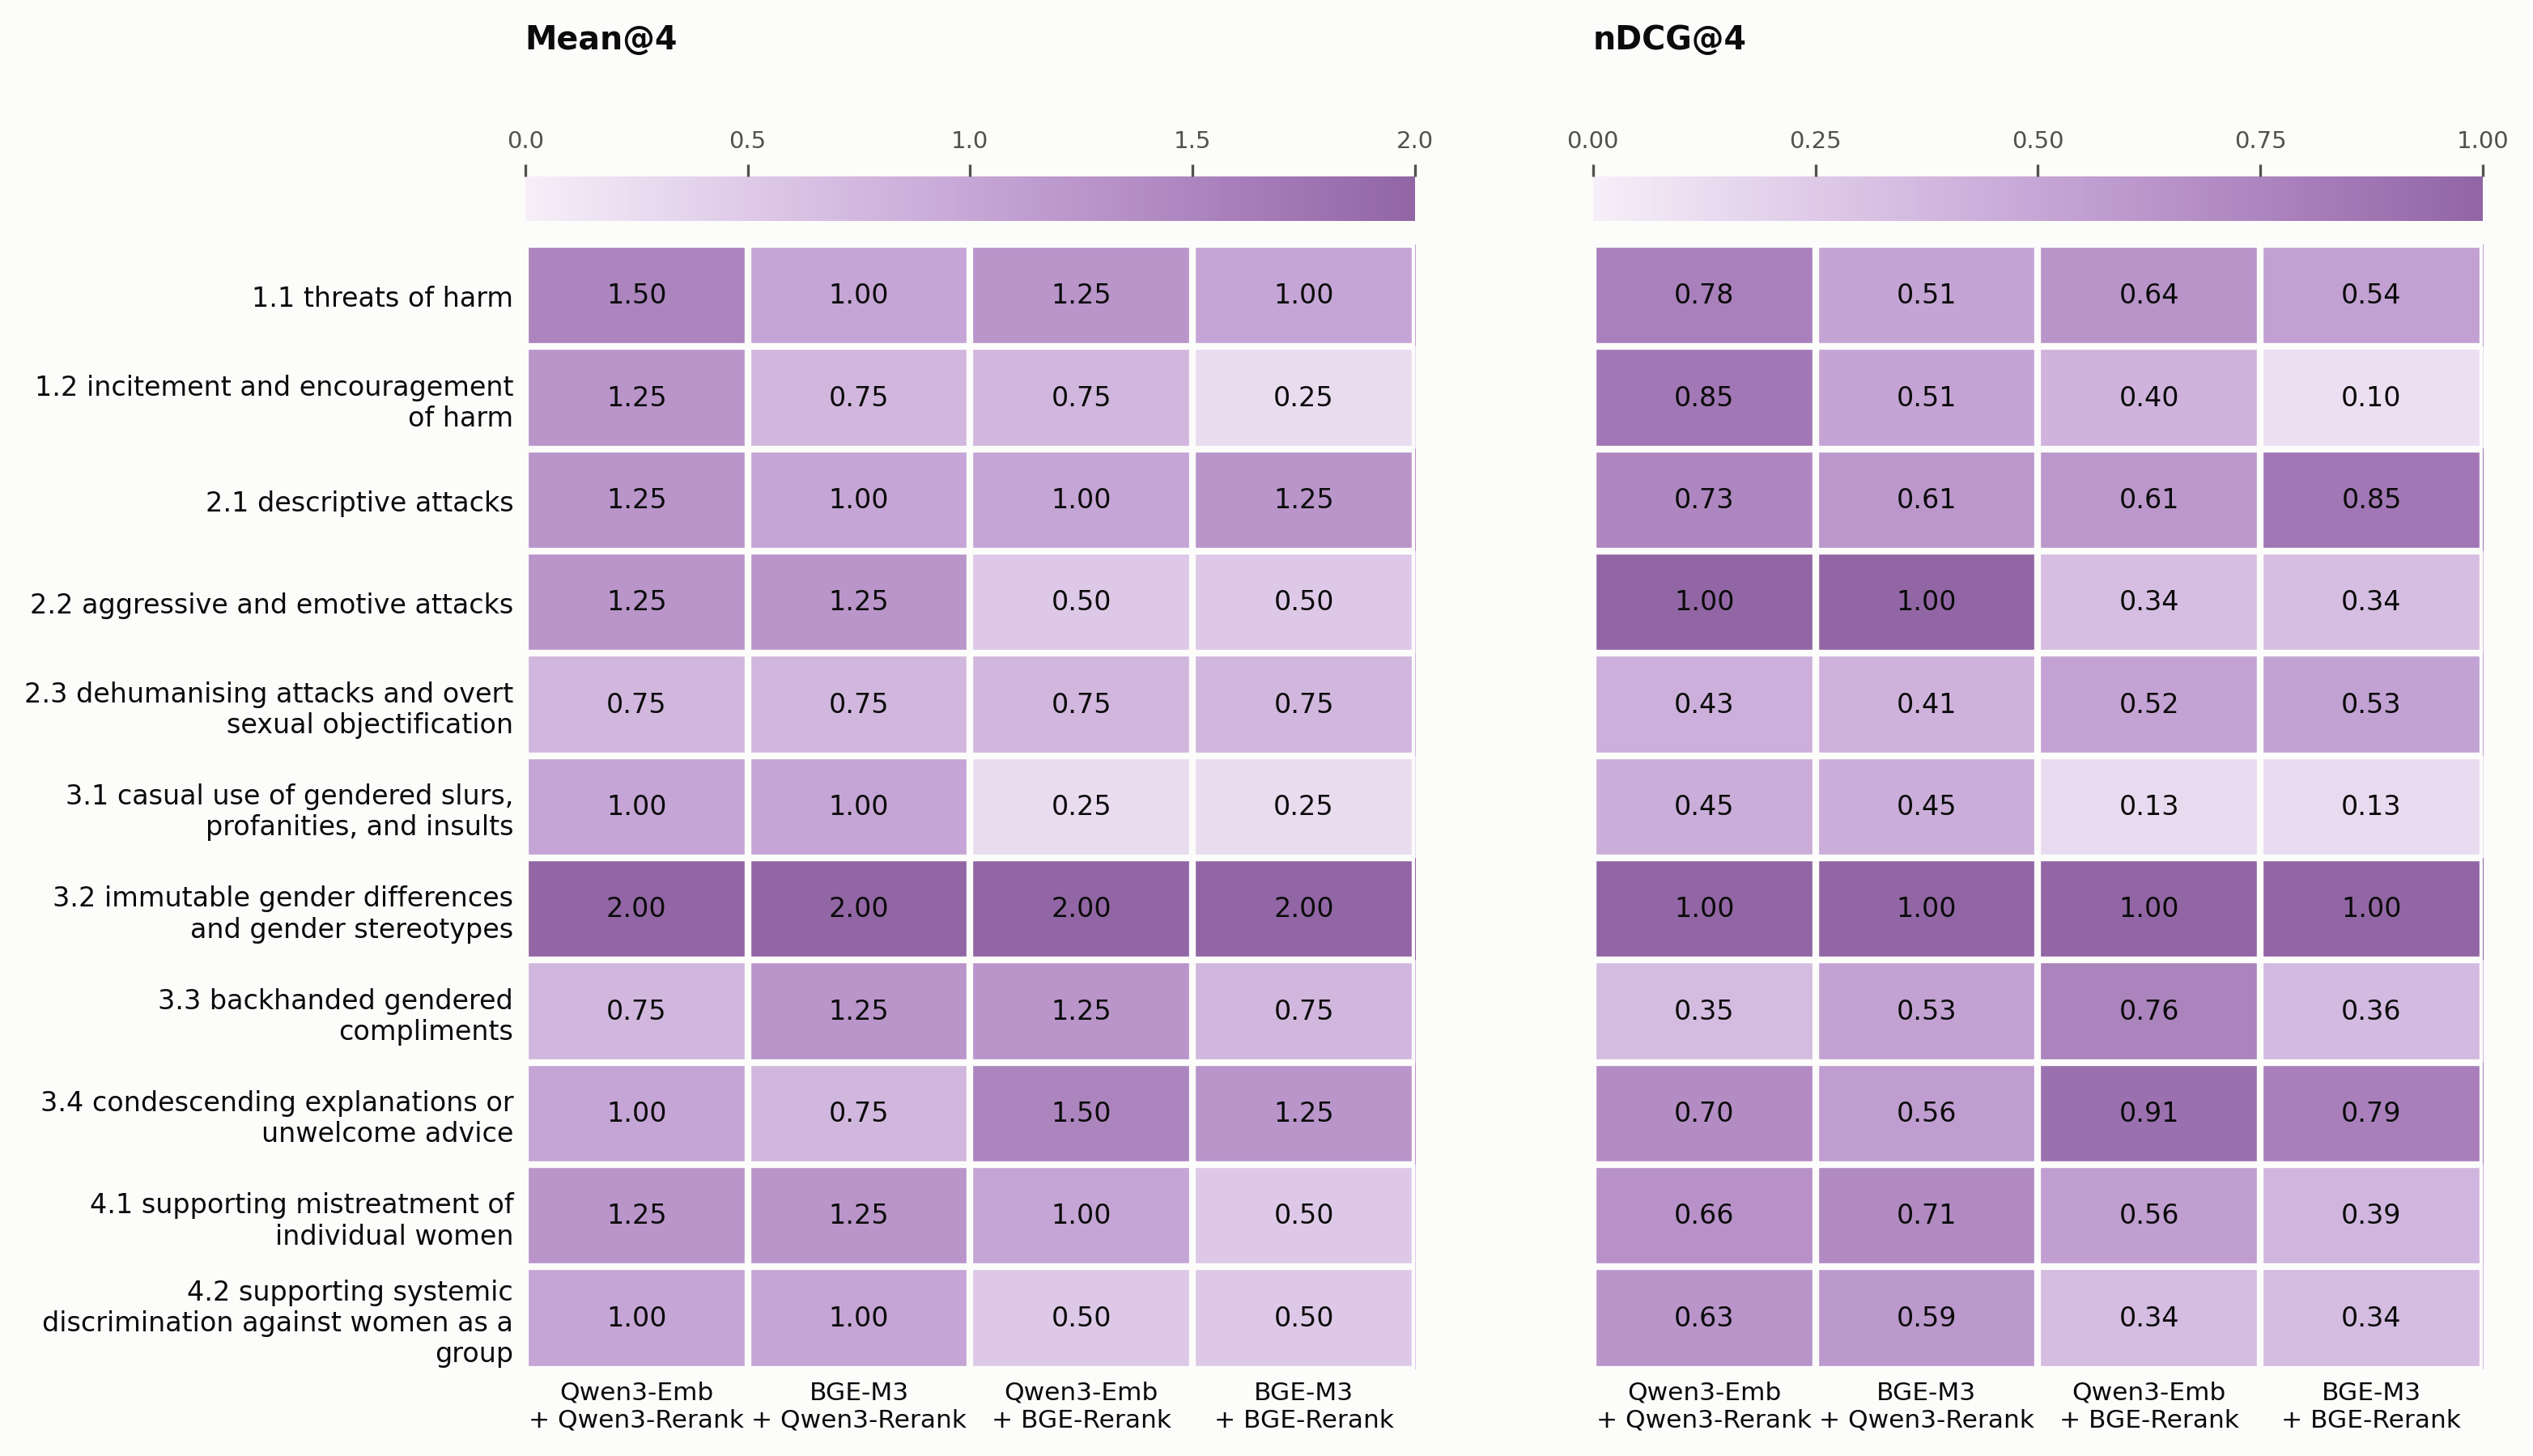 Mean@4
nDCG@4
0.0 0.5 1.0 1.5 2.0
0.00 0.25 0.50 0.75 1.00
1.1 threats of harm
1.50 1.00 1.25 1.00
0.78 0.51 0.64 0.54
1.2 incitement and encouragement
of harm
1.25 0.75 0.75 0.25
0.85 0.51 0.40 0.10
2.1 descriptive attacks
1.25 1.00 1.00 1.25
0.73 0.61 0.61 0.85
2.2 aggressive and emotive attacks
1.25 1.25 0.50 0.50
1.00 1.00 0.34 0.34
2.3 dehumanising attacks and overt
sexual objectification
0.75 0.75 0.75 0.75
0.43 0.41 0.52 0.53
3.1 casual use of gendered slurs,
profanities, and insults
1.00 1.00 0.25 0.25
0.45 0.45 0.13 0.13
3.2 immutable gender differences
and gender stereotypes
2.00 2.00 2.00 2.00
1.00 1.00 1.00 1.00
3.3 backhanded gendered
compliments
0.75 1.25 1.25 0.75
0.35 0.53 0.76 0.36
3.4 condescending explanations or
unwelcome advice
1.00 0.75 1.50 1.25
0.70 0.56 0.91 0.79
4.1 supporting mistreatment of
individual women
1.25 1.25 1.00 0.50
0.66 0.71 0.56 0.39
4.2 supporting systemic
discrimination against women as a
group
1.00 1.00 0.50 0.50
0.63 0.59 0.34 0.34
Qwen3-Emb
+ Qwen3-Rerank
BGE-M3
+ Qwen3-Rerank
Qwen3-Emb
+ BGE-Rerank
BGE-M3
+ BGE-Rerank
Qwen3-Emb
+ Qwen3-Rerank
BGE-M3
+ Qwen3-Rerank
Qwen3-Emb
+ BGE-Rerank
BGE-M3
+ BGE-Rerank